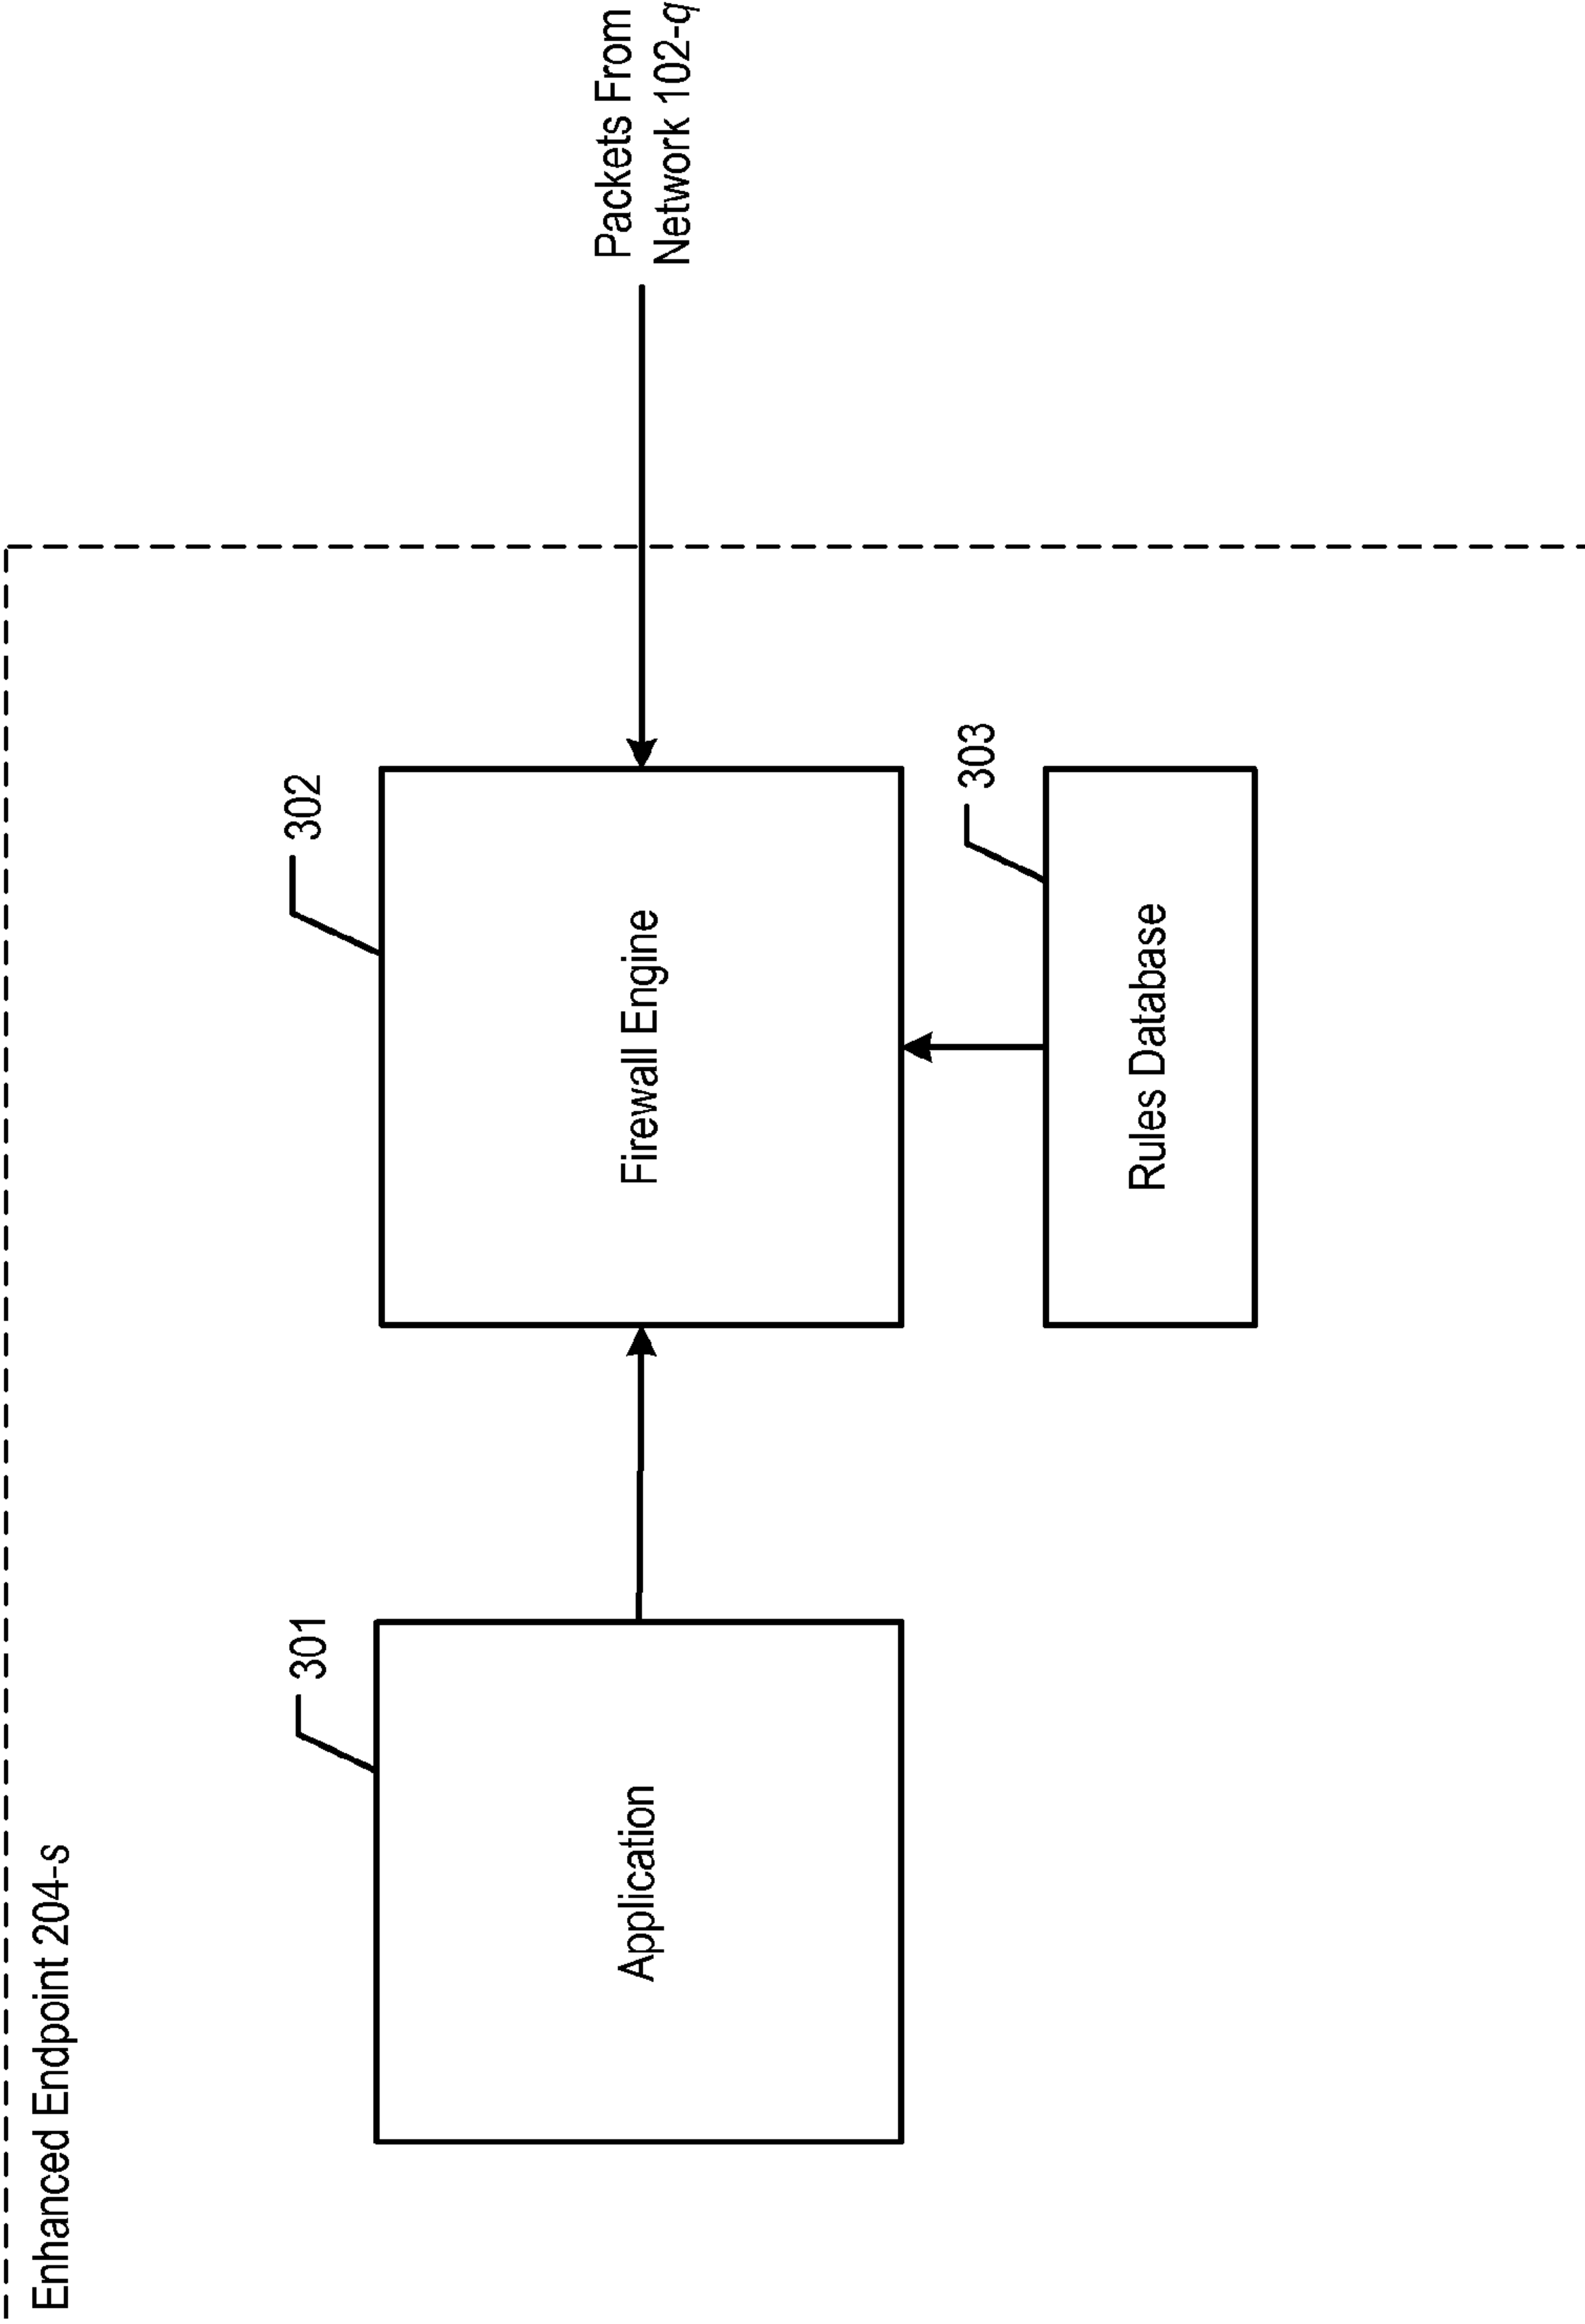 Enhanced Endpoint 204-s
301
302
Application
Firewall Engine
Packets From
Network 102-q
303
Rules Database